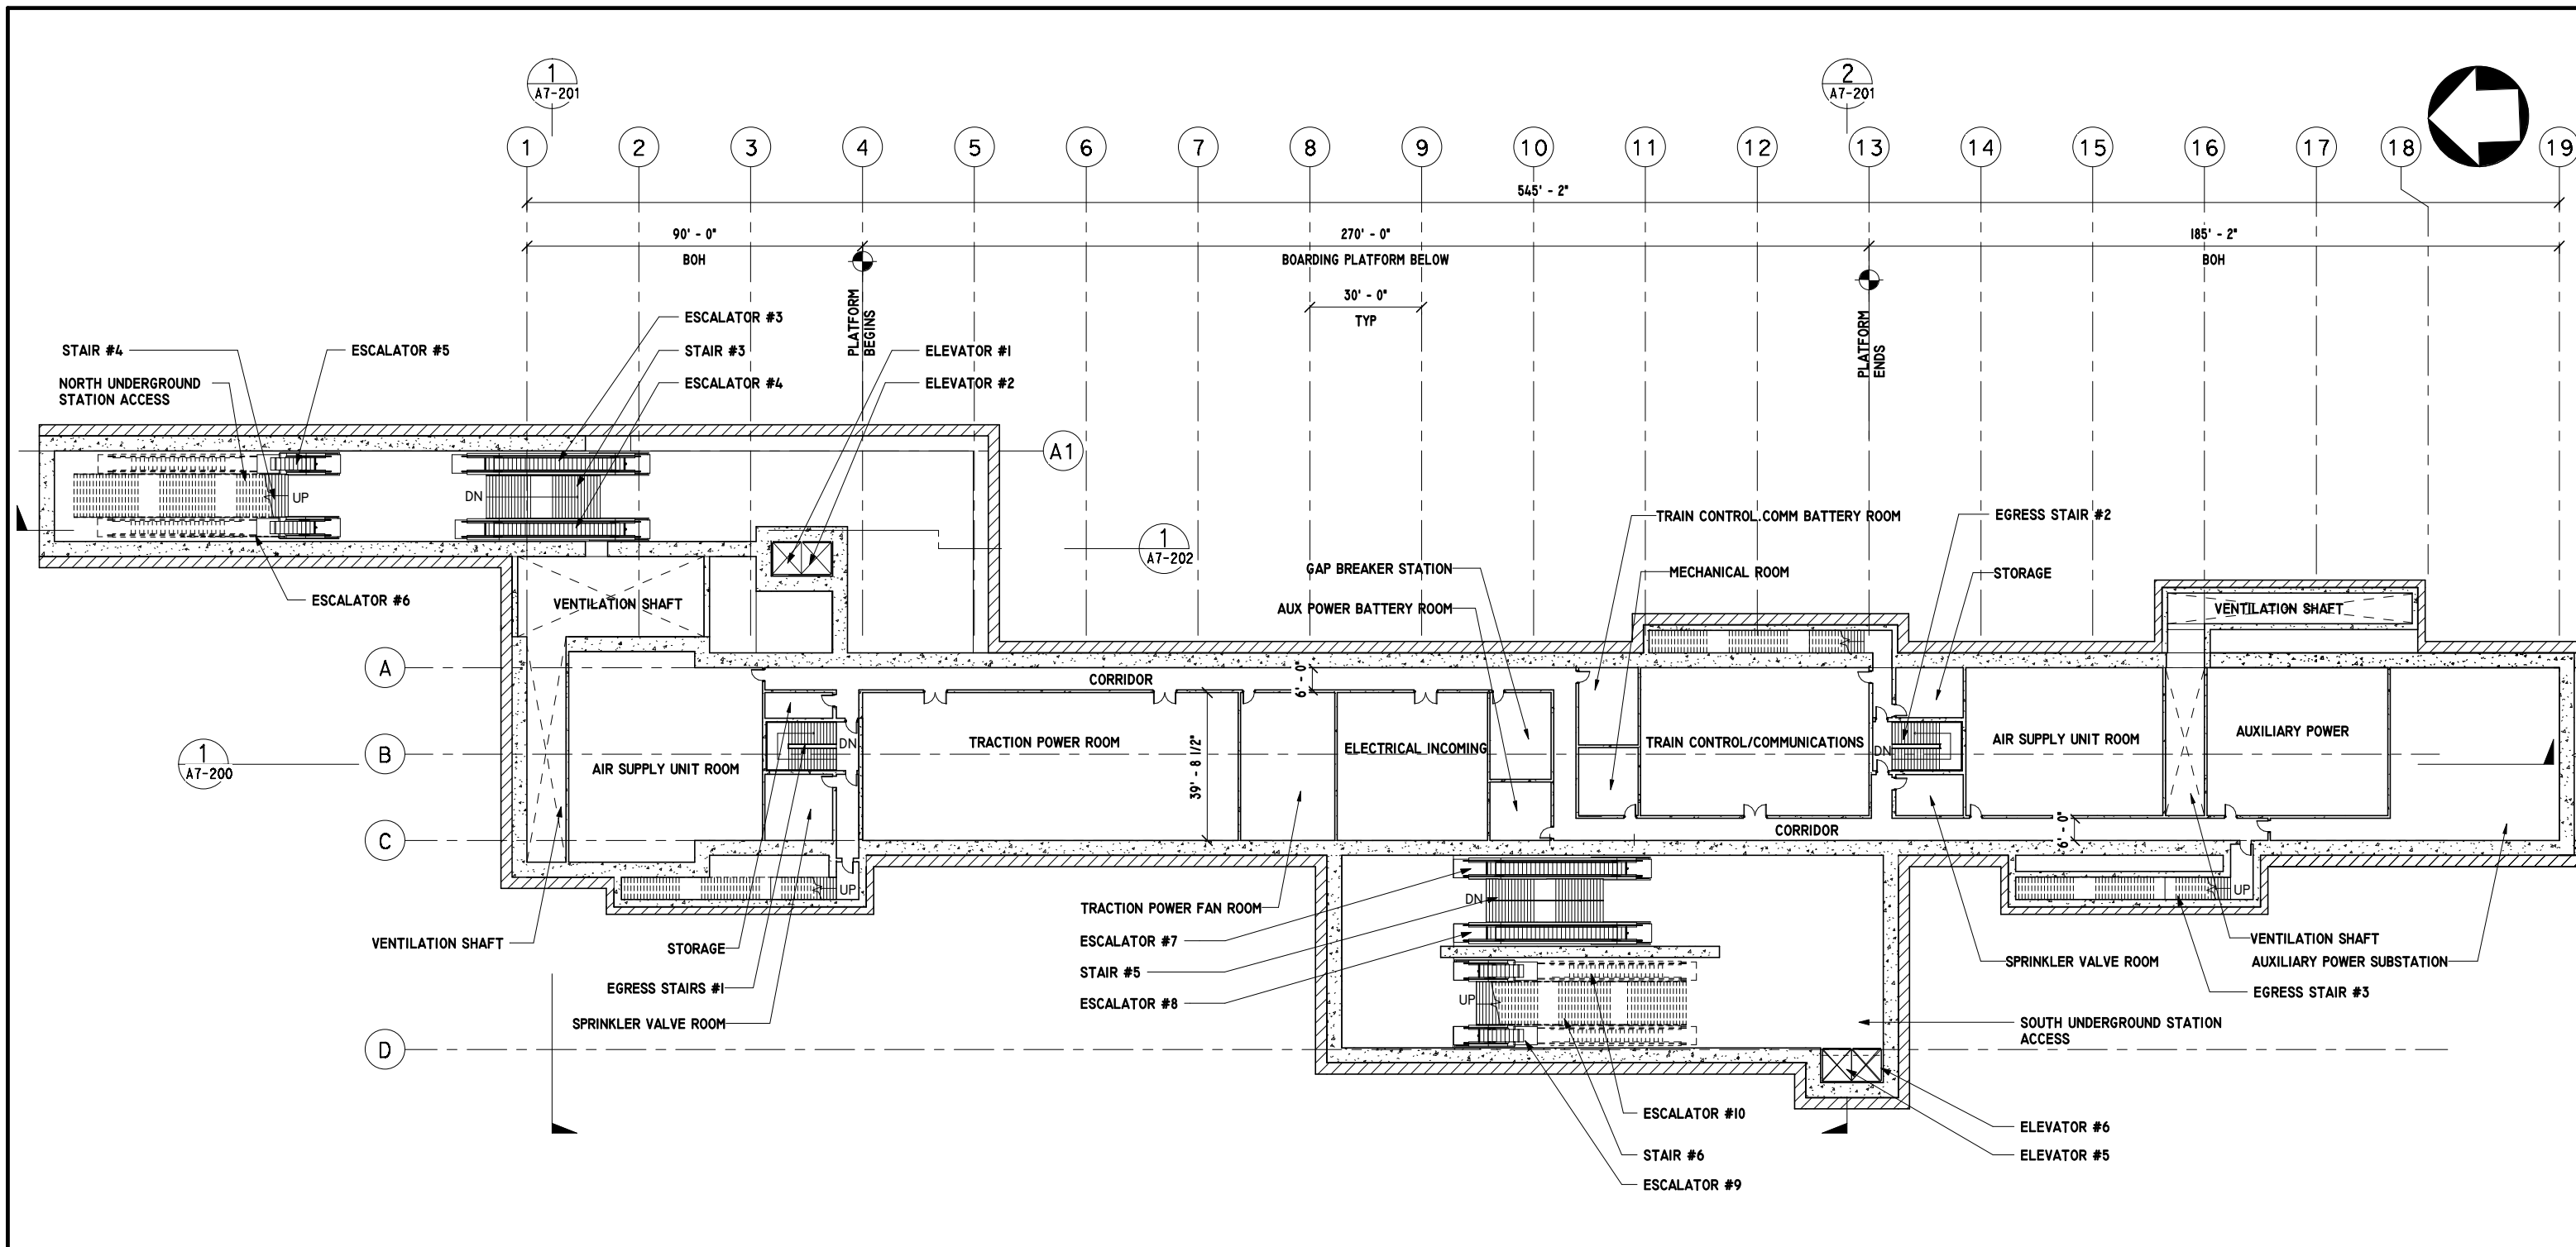 1
A7-201
2
A7-201
1
2
3
4
5
6
7
8
9
10
11
12
13
14
15
16
17
18
19
545' - 2"
90' - 0"
BOH
270' - 0"
BOARDING PLATFORM BELOW
185' - 2"
BOH
30' - 0"
TYP
PLATFORM
BEGINS
PLATFORM
ENDS
ESCALATOR #3
STAIR #3
ESCALATOR #4
STAIR #4
ESCALATOR #5
NORTH UNDERGROUND
STATION ACCESS
ELEVATOR #1
ELEVATOR #2
A1
UP
DN
1
A7-202
TRAIN CONTROL.COMM BATTERY ROOM
EGRESS STAIR #2
GAP BREAKER STATION
MECHANICAL ROOM
STORAGE
AUX POWER BATTERY ROOM
ESCALATOR #6
VENTILATION SHAFT
VENTILATION SHAFT
A
CORRIDOR
6' - 0"
B
1
A7-200
AIR SUPPLY UNIT ROOM
DN
TRACTION POWER ROOM
39' - 8 1/2"
ELECTRICAL INCOMING
TRAIN CONTROL/COMMUNICATIONS
DN
AIR SUPPLY UNIT ROOM
AUXILIARY POWER
C
CORRIDOR
6' - 0"
UP
UP
DN
TRACTION POWER FAN ROOM
ESCALATOR #7
STAIR #5
ESCALATOR #8
UP
VENTILATION SHAFT
STORAGE
EGRESS STAIRS #1
SPRINKLER VALVE ROOM
VENTILATION SHAFT
SPRINKLER VALVE ROOM
AUXILIARY POWER SUBSTATION
EGRESS STAIR #3
SOUTH UNDERGROUND STATION
ACCESS
D
ESCALATOR #10
STAIR #6
ESCALATOR #9
ELEVATOR #6
ELEVATOR #5